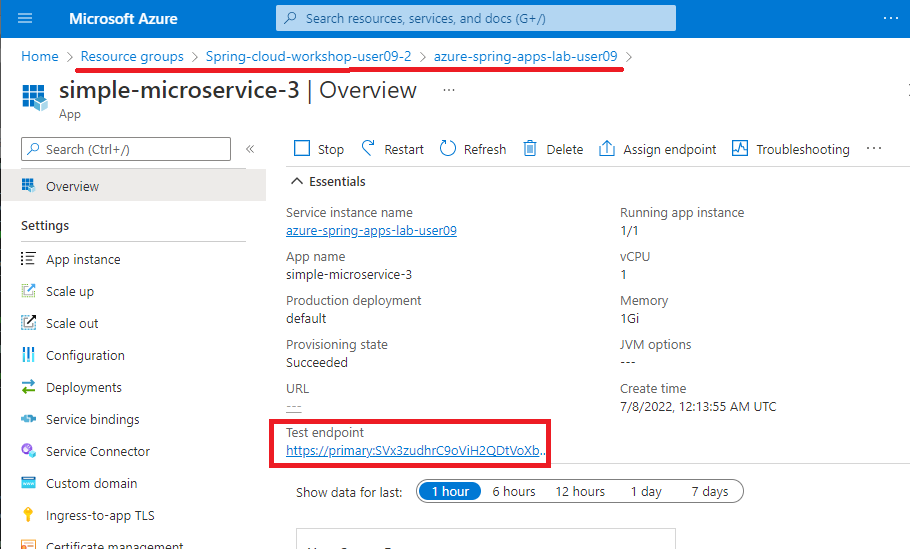 Microsoft Azure
Search resources, services, and docs (G+/)
Home > Resource groups > Spring-cloud-workshop-user09-2 > azure-spring-apps-lab-user09 >
simple-microservice-3 | Overview ...
App
Search (Ctrl+/)
Overview
Settings
App instance
Scale up
Scale out
Configuration
Deployments
Service bindings
Service Connector
Custom domain
Ingress-to-app TLS
Certificate management
Stop Restart Refresh Delete Assign endpoint Troubleshooting ...
Essentials
Service instance name
azure-spring-apps-lab-user09
App name
simple-microservice-3
Production deployment
default
Provisioning state
Succeeded
URL
---
Test endpoint
https://primary:SVx3zudhrC9oViH2QDtVoXb...
Running app instance
1/1
vCPU
1
Memory
1Gi
JVM options
---
Create time
7/8/2022, 12:13:55 AM UTC
Show data for last: 1 hour 6 hours 12 hours 1 day 7 days